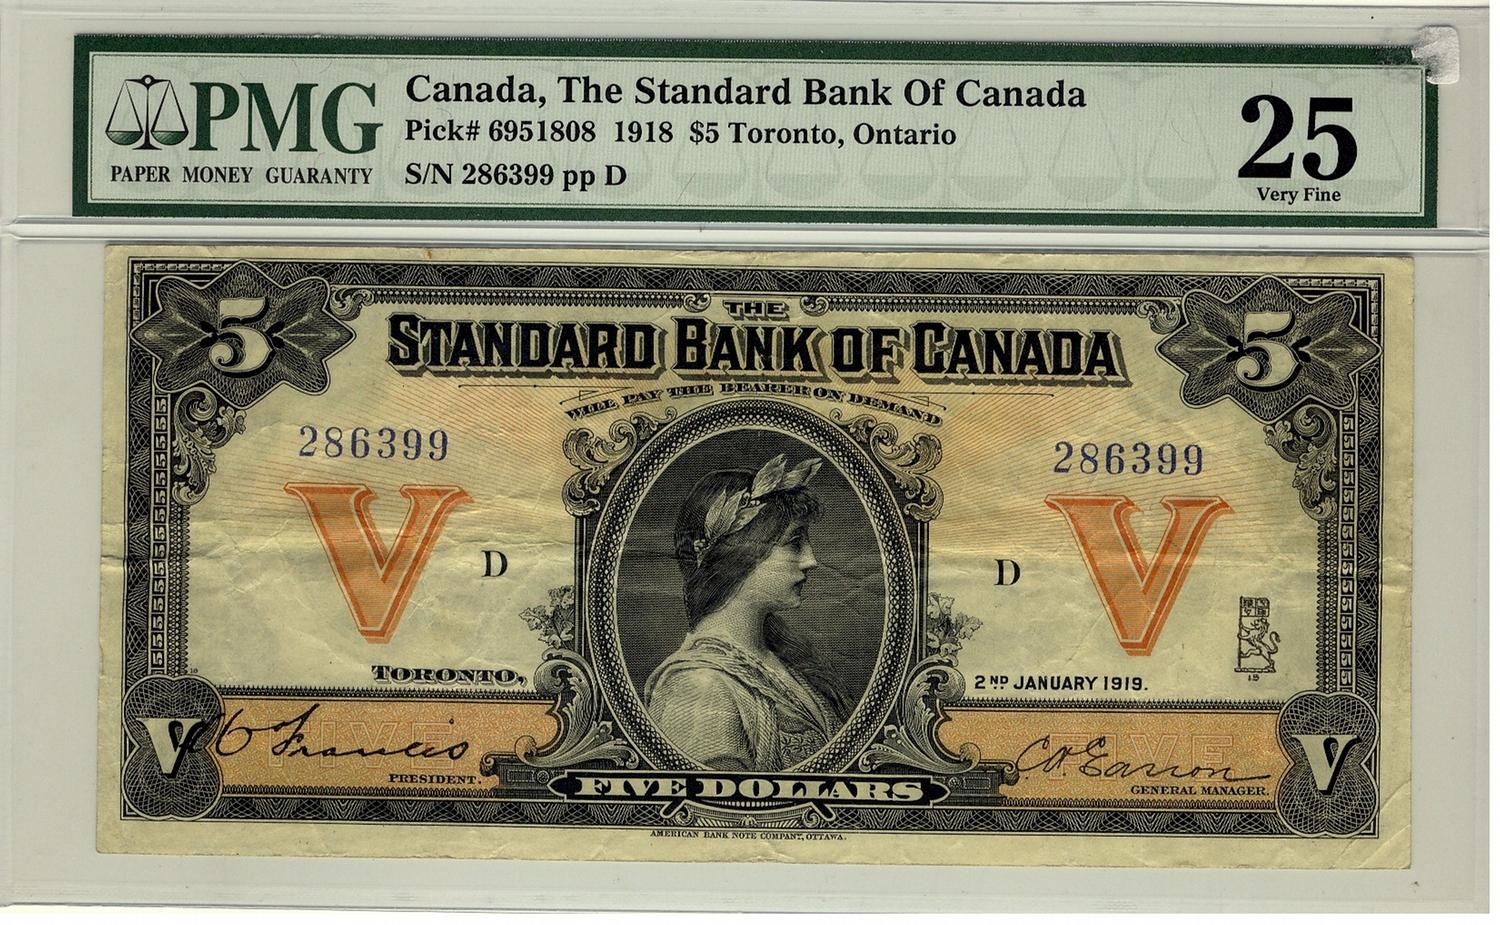 PMG
PAPER MONEY GUARANTY
Canada, The Standard Bank Of Canada
Pick# 6951808 1918 $5 Toronto, Ontario
S/N 286399 pp D
25
Very Fine
5 5
THE
STANDARD BANK OF CANADA
WILL PAY THE BEARER ON DEMAND
286399 286399
V V
D D
TORONTO, 2ND JANUARY 1919.
FIVE FIVE
V V
PRESIDENT. GENERAL MANAGER.
FIVE DOLLARS
AMERICAN BANK NOTE COMPANY, OTTAWA.